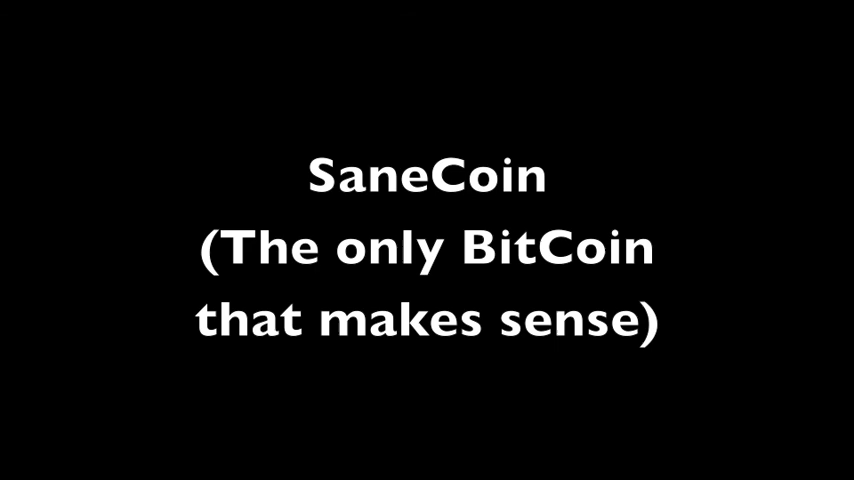 SaneCoin
(The only BitCoin
that makes sense)